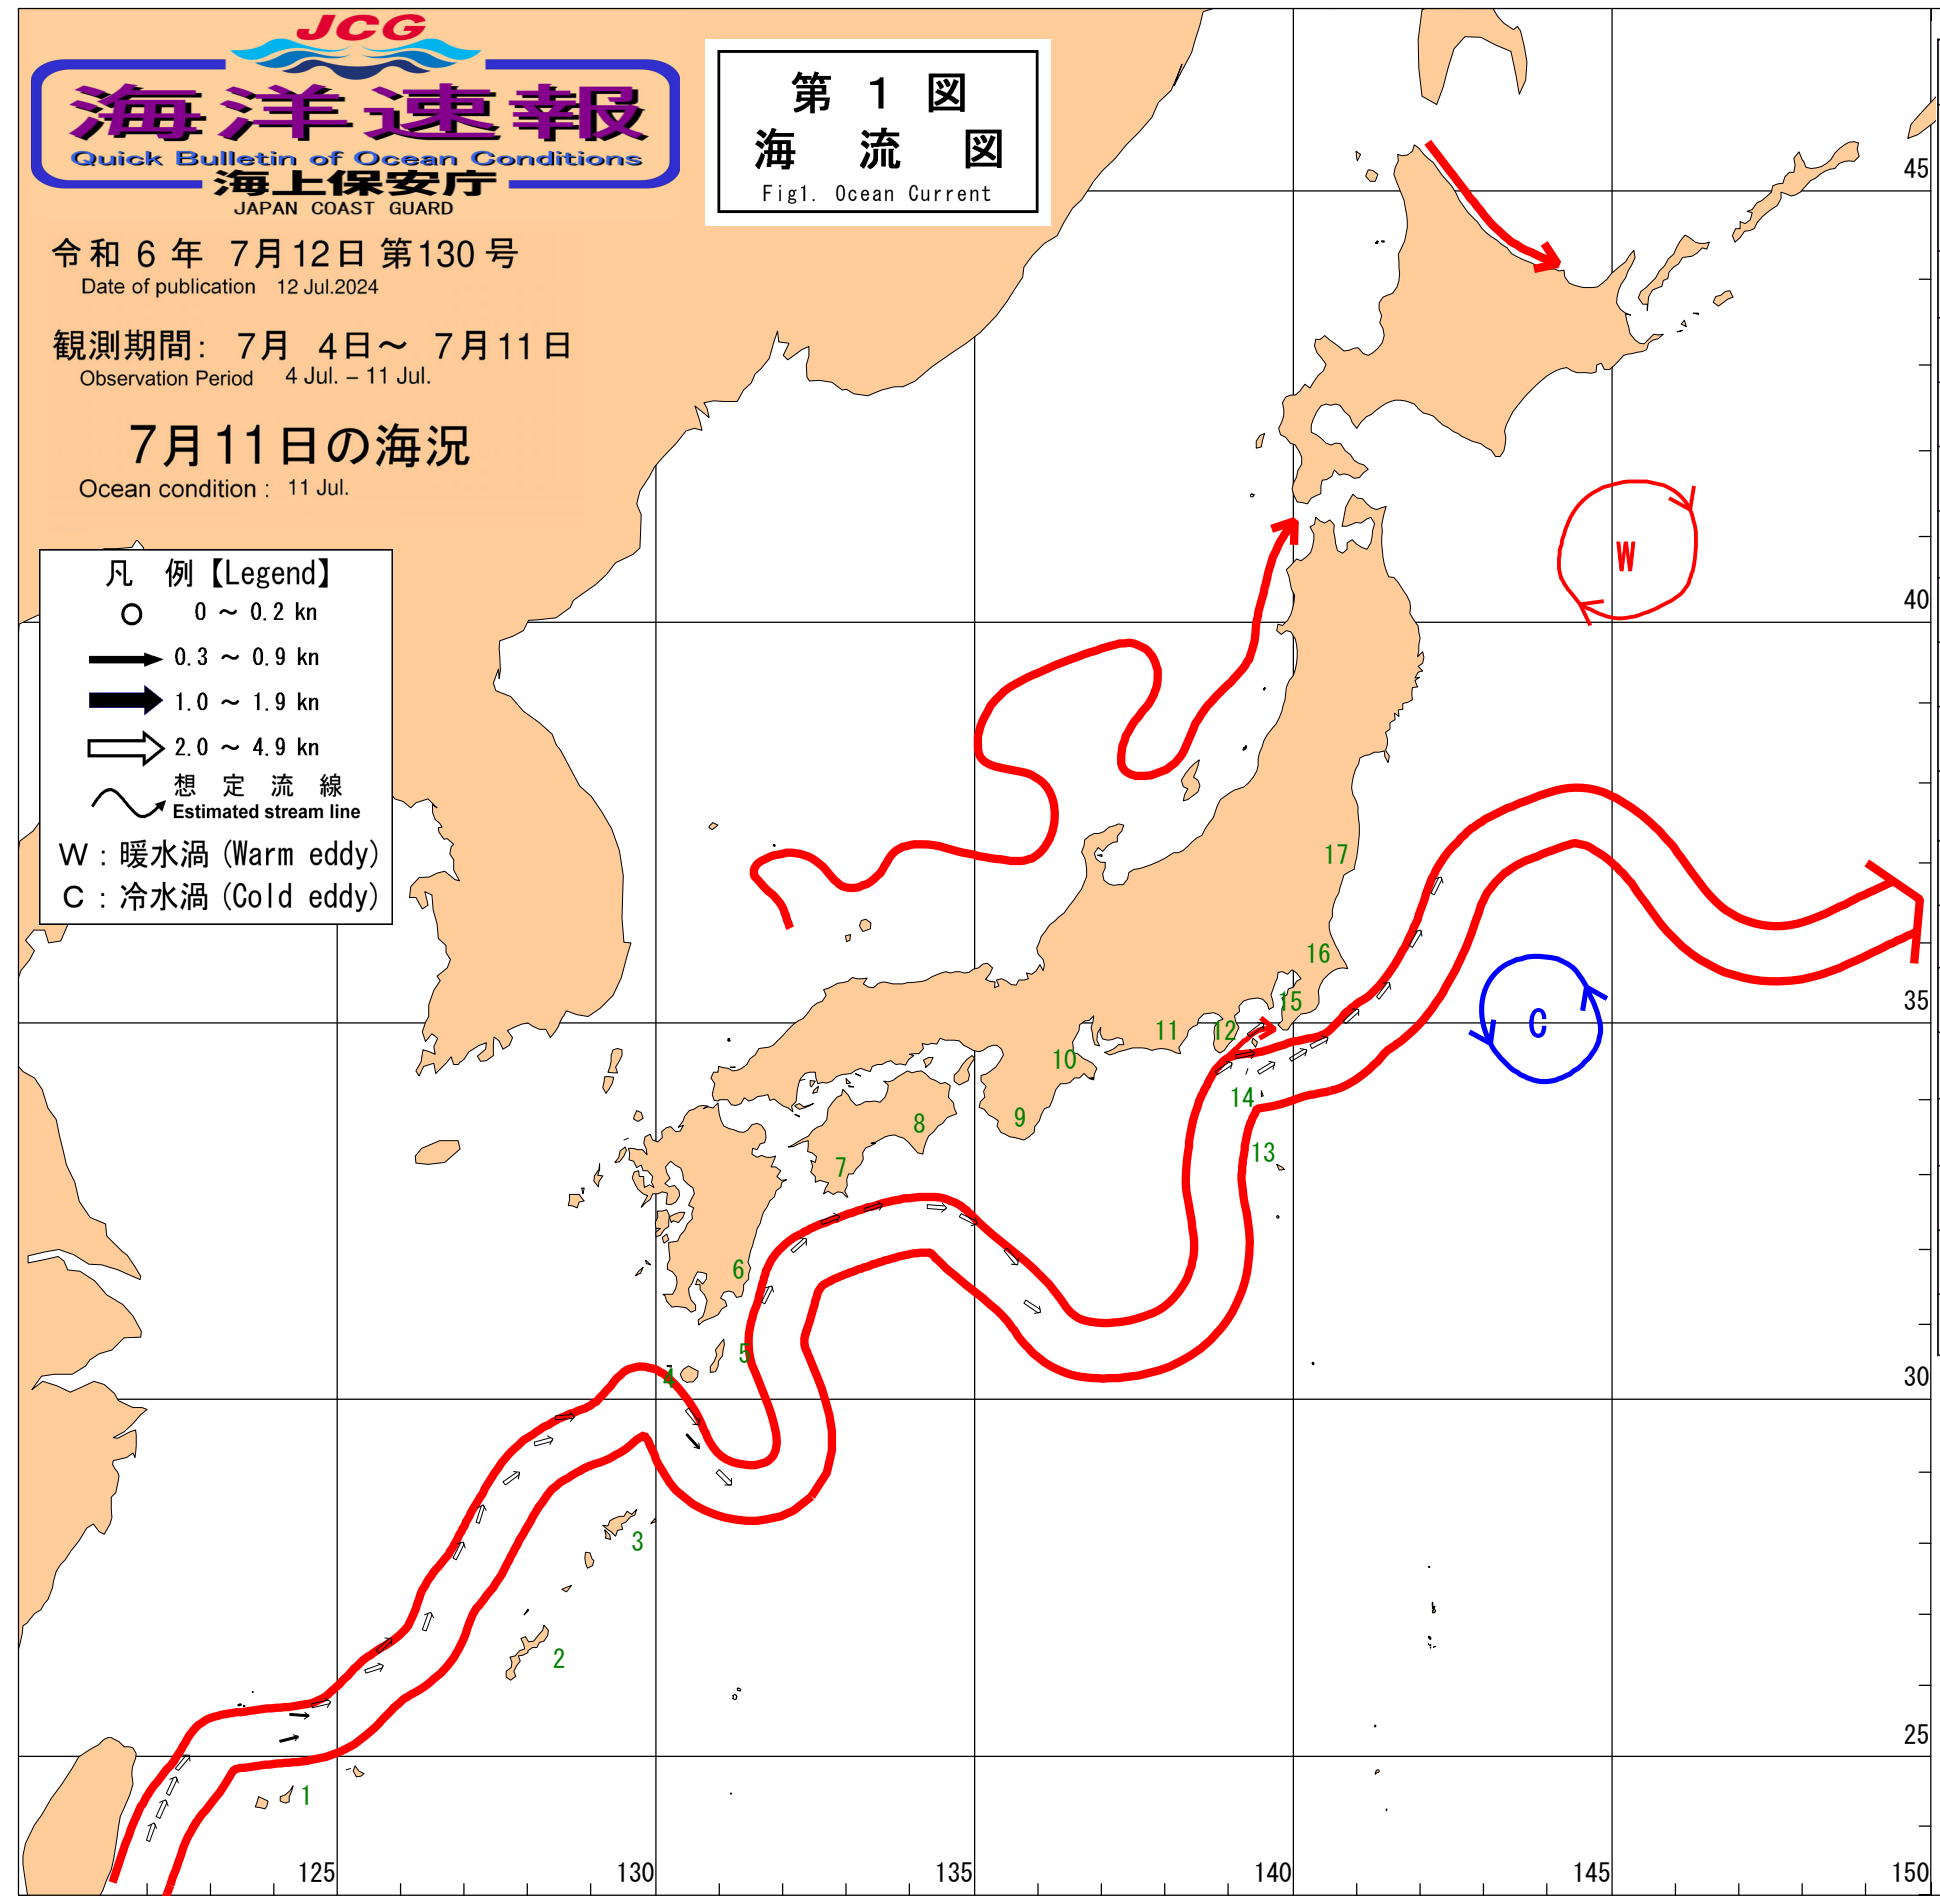 JCG
海洋速報
Quick Bulletin of Ocean Conditions
海上保安庁
JAPAN COAST GUARD
令和 6 年 7月12日 第130号
Date of publication 12 Jul.2024
観測期間: 7月 4日～ 7月11日
Observation Period 4 Jul. – 11 Jul.
7月11日の海況
Ocean condition : 11 Jul.
第 1 図
海 流 図
Fig1. Ocean Current
凡 例【Legend】
0 ～ 0.2 kn
0.3 ～ 0.9 kn
1.0 ～ 1.9 kn
2.0 ～ 4.9 kn
想 定 流 線
Estimated stream line
W : 暖水渦 (Warm eddy)
C : 冷水渦 (Cold eddy)
45
W
40
17
16
35
15
C
11
12
10
14
9
8
13
7
6
5
4
30
3
2
25
1
125
130
135
140
145
150